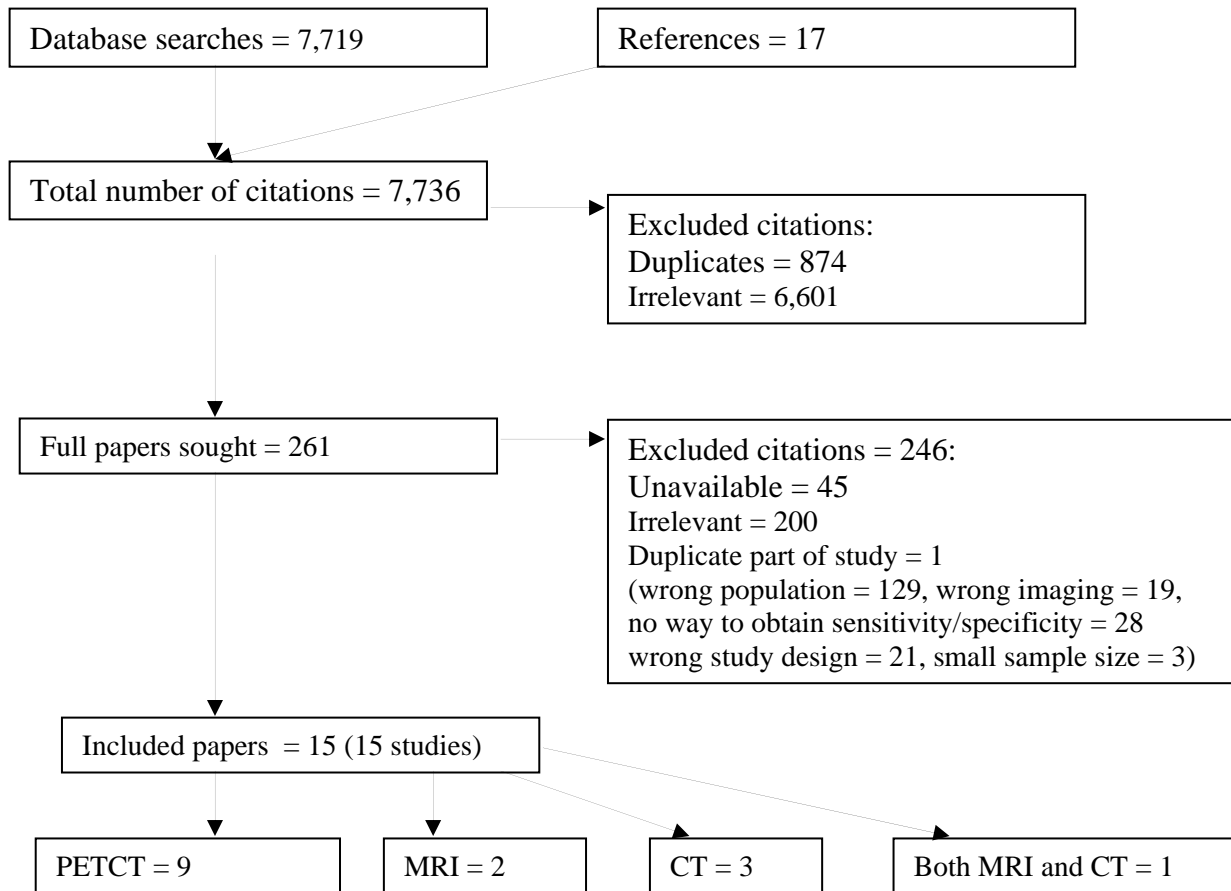 Database searches = 7,719
References = 17
Total number of citations = 7,736
Excluded citations:
Duplicates = 874
Irrelevant = 6,601
Full papers sought = 261
Excluded citations = 246:
Unavailable = 45
Irrelevant = 200
Duplicate part of study = 1
(wrong population = 129, wrong imaging = 19,
no way to obtain sensitivity/specificity = 28
wrong study design = 21, small sample size = 3)
Included papers = 15 (15 studies)
PETCT = 9
MRI = 2
CT = 3
Both MRI and CT = 1